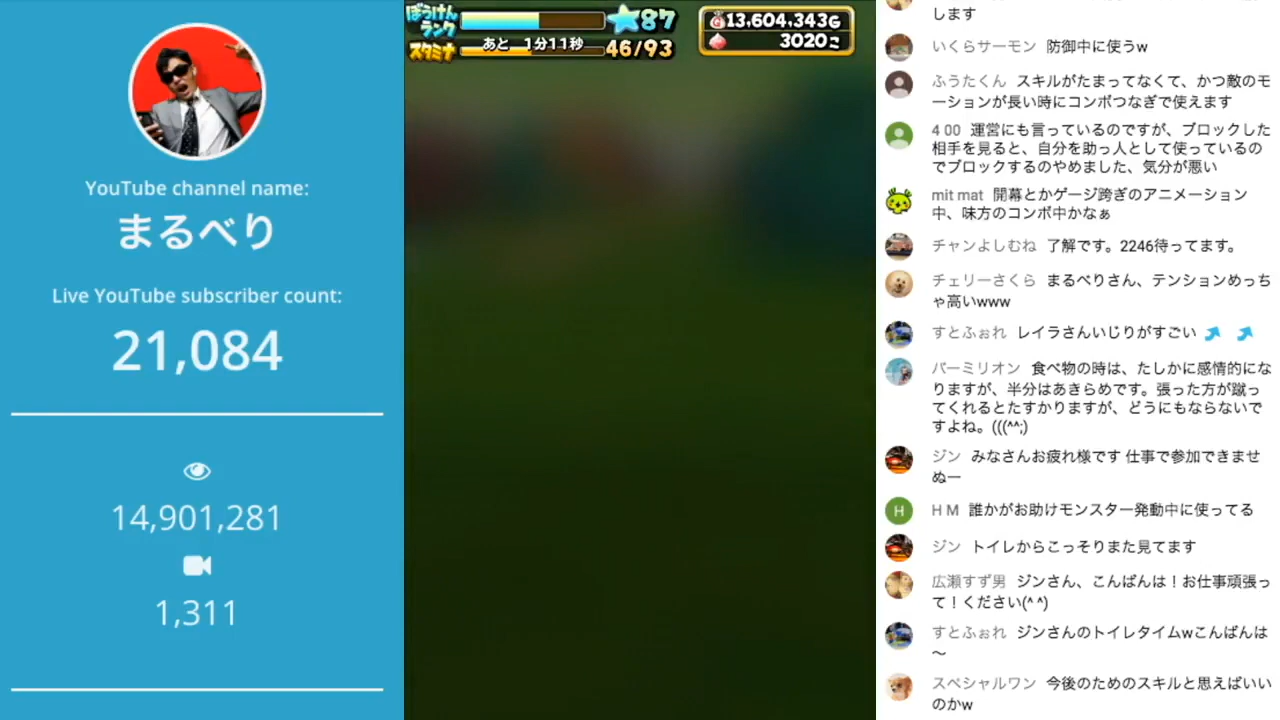 YouTube channel name:
まるべり
Live YouTube subscriber count:
21,084
14,901,281
1,311
ぼうけん
ランク
87
スタミナ
あと 1分11秒
46/93
G
13,604,343G
3020こ
します
いくらサーモン 防御中に使うw
ふうたくん スキルがたまってなくて、かつ敵のモ
ーションが長い時にコンボつなぎで使えます
4 00 運営にも言っているのですが、ブロックした
相手を見ると、自分を助っ人として使っているの
でブロックするのやめました、気分が悪い
mit mat 開幕とかゲージ跨ぎのアニメーション
中、味方のコンボ中かなぁ
チャンよしむね 了解です。2246待ってます。
チェリーさくら まるべりさん、テンションめっち
ゃ高いwww
すとふぉれ レイラさんいじりがすごい
バーミリオン 食べ物の時は、たしかに感情的にな
りますが、半分はあきらめです。張った方が蹴っ
てくれるとたすかりますが、どうにもならないで
すよね。(((^^;)
ジン みなさんお疲れ様です 仕事で参加できませ
ぬー
H
H M 誰かがお助けモンスター発動中に使ってる
ジン トイレからこっそりまた見てます
広瀬すず男 ジンさん、こんばんは！お仕事頑張っ
て！ください(^ ^)
すとふぉれ ジンさんのトイレタイムwこんばんは
〜
スペシャルワン 今後のためのスキルと思えばいい
のかw